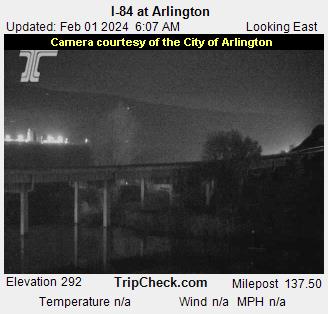 I-84 at Arlington
Updated: Feb 01 2024 6:07 AM Looking East
Camera courtesy of the City of Arlington
Elevation 292 TripCheck.com Milepost 137.50
Temperature n/a Wind n/a MPH n/a